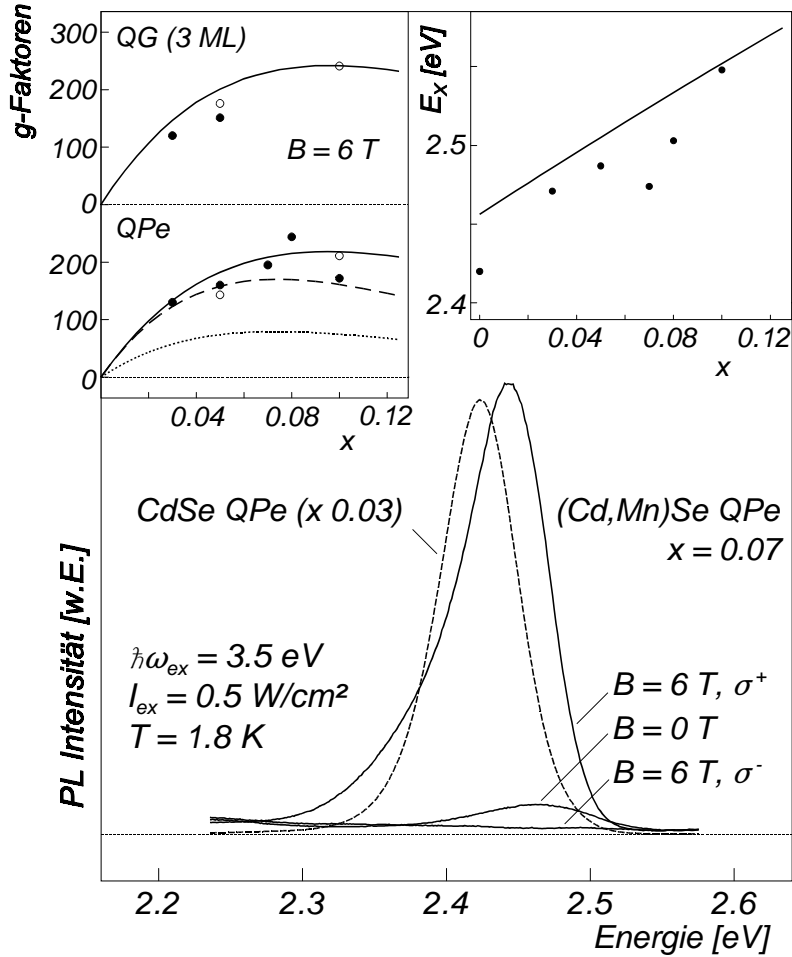 g-Faktoren
300
200
100
0
QG (3 ML)
B = 6 T
QPe
200
100
0
0.04
0.08
0.12
x
E_x [eV]
2.5
2.4
0
0.04
0.08
0.12
x
CdSe QPe (x 0.03)
(Cd,Mn)Se QPe
x = 0.07
PL Intensität [w.E.]
ℏω_ex = 3.5 eV
I_ex = 0.5 W/cm²
T = 1.8 K
B = 6 T, σ⁺
B = 0 T
B = 6 T, σ⁻
2.2
2.3
2.4
2.5
2.6
Energie [eV]